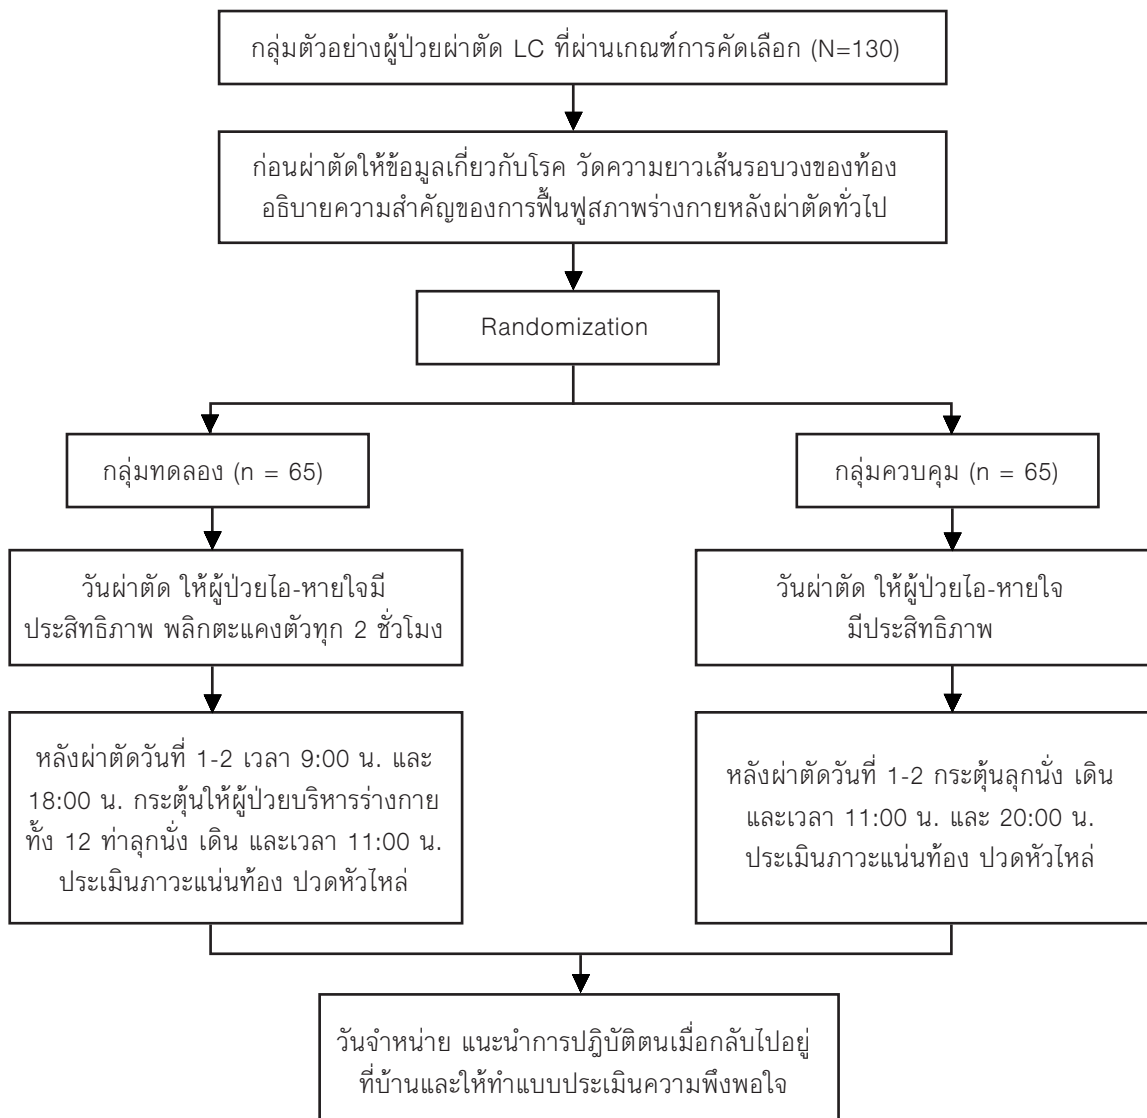 กลุ่มตัวอย่างผู้ป่วยผ่าตัด LC ที่ผ่านเกณฑ์การคัดเลือก (N=130)
ก่อนผ่าตัดให้ข้อมูลเกี่ยวกับโรค วัดความยาวเส้นรอบวงของท้อง
อธิบายความสำคัญของการฟื้นฟูสภาพร่างกายหลังผ่าตัดทั่วไป
Randomization
กลุ่มทดลอง (n = 65)
วันผ่าตัด ให้ผู้ป่วยไอ-หายใจมี
ประสิทธิภาพ พลิกตะแคงตัวทุก 2 ชั่วโมง
หลังผ่าตัดวันที่ 1-2 เวลา 9:00 น. และ
18:00 น. กระตุ้นให้ผู้ป่วยบริหารร่างกาย
ทั้ง 12 ท่าลุกนั่ง เดิน และเวลา 11:00 น.
ประเมินภาวะแน่นท้อง ปวดหัวไหล่
กลุ่มควบคุม (n = 65)
วันผ่าตัด ให้ผู้ป่วยไอ-หายใจ
มีประสิทธิภาพ
หลังผ่าตัดวันที่ 1-2 กระตุ้นลุกนั่ง เดิน
และเวลา 11:00 น. และ 20:00 น.
ประเมินภาวะแน่นท้อง ปวดหัวไหล่
วันจำหน่าย แนะนำการปฎิบัติตนเมื่อกลับไปอยู่
ที่บ้านและให้ทำแบบประเมินความพึงพอใจ